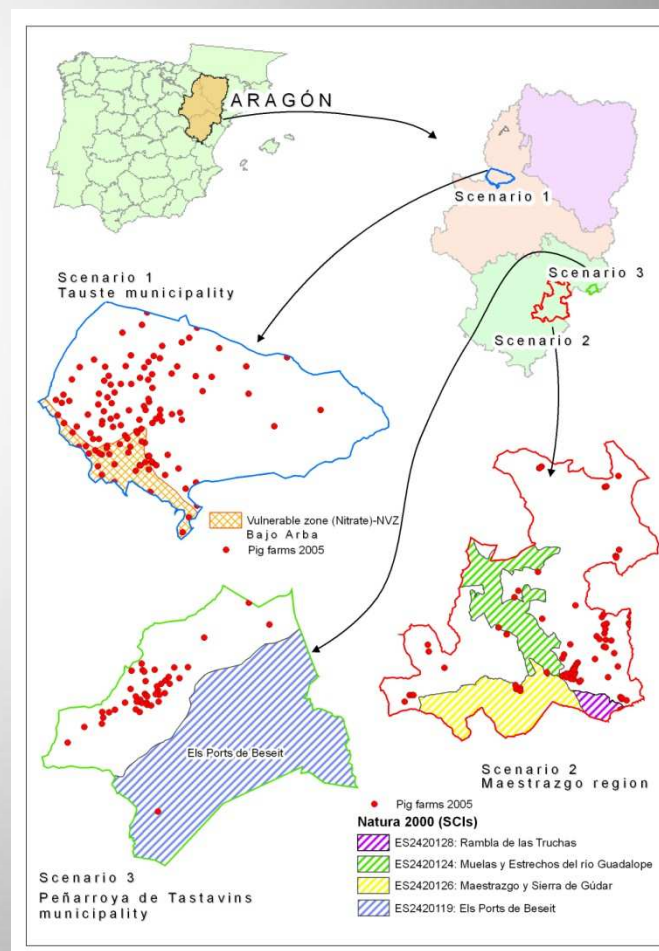 ARAGÓN
Scenario 1
Scenario 3
Scenario 2
Scenario 1
Tauste municipality
Vulnerable zone (Nitrate)-NVZ
Bajo Arba
Pig farms 2005
Els Ports de Beseit
Scenario 3
Peñarroya de Tastavins
municipality
Scenario 2
Maestrazgo region
Pig farms 2005
Natura 2000 (SCIs)
ES2420128: Rambla de las Truchas
ES2420124: Muelas y Estrechos del río Guadalope
ES2420126: Maestrazgo y Sierra de Gúdar
ES2420119: Els Ports de Beseit